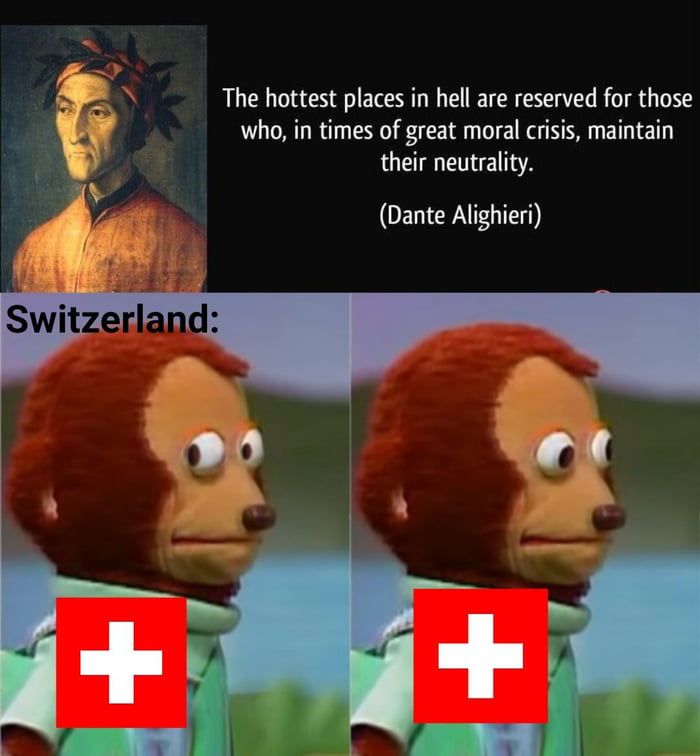 The hottest places in hell are reserved for those
who, in times of great moral crisis, maintain
their neutrality.
(Dante Alighieri)
Switzerland: